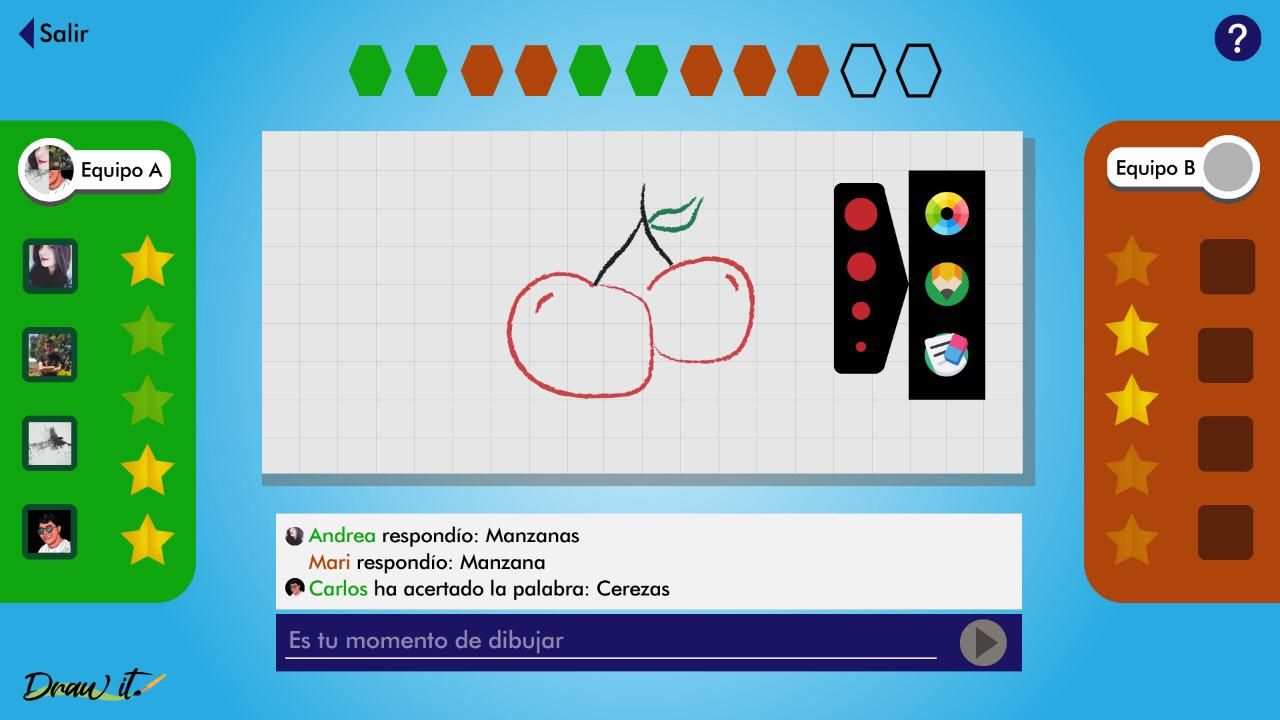 Salir
?
Equipo A
Equipo B
Andrea respondío: Manzanas
Mari respondío: Manzana
Carlos ha acertado la palabra: Cerezas
Es tu momento de dibujar
Draw it